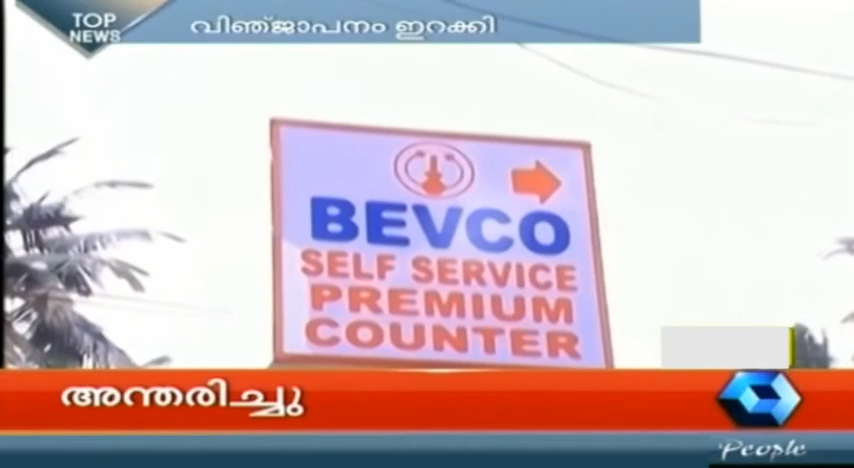 TOP
NEWS
വിഞ്ജാപനം ഇറക്കി
BEVCO
SELF SERVICE
PREMIUM
COUNTER
അന്തരിച്ചു
People